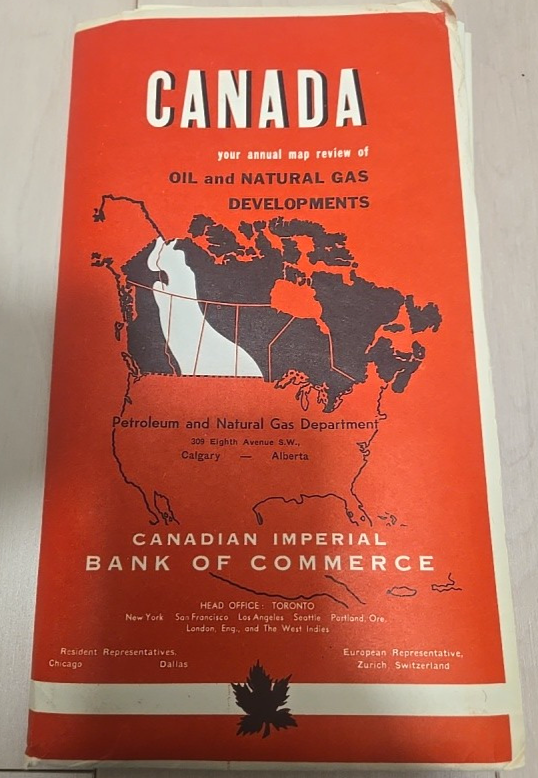 CANADA
your annual map review of
OIL and NATURAL GAS
DEVELOPMENTS
Petroleum and Natural Gas Department
309 Eighth Avenue S.W.,
Calgary — Alberta
CANADIAN IMPERIAL
BANK OF COMMERCE
HEAD OFFICE: TORONTO
New York San Francisco Los Angeles Seattle Portland, Ore.
London, Eng., and The West Indies
Resident Representatives, European Representative,
Chicago Dallas Zurich, Switzerland